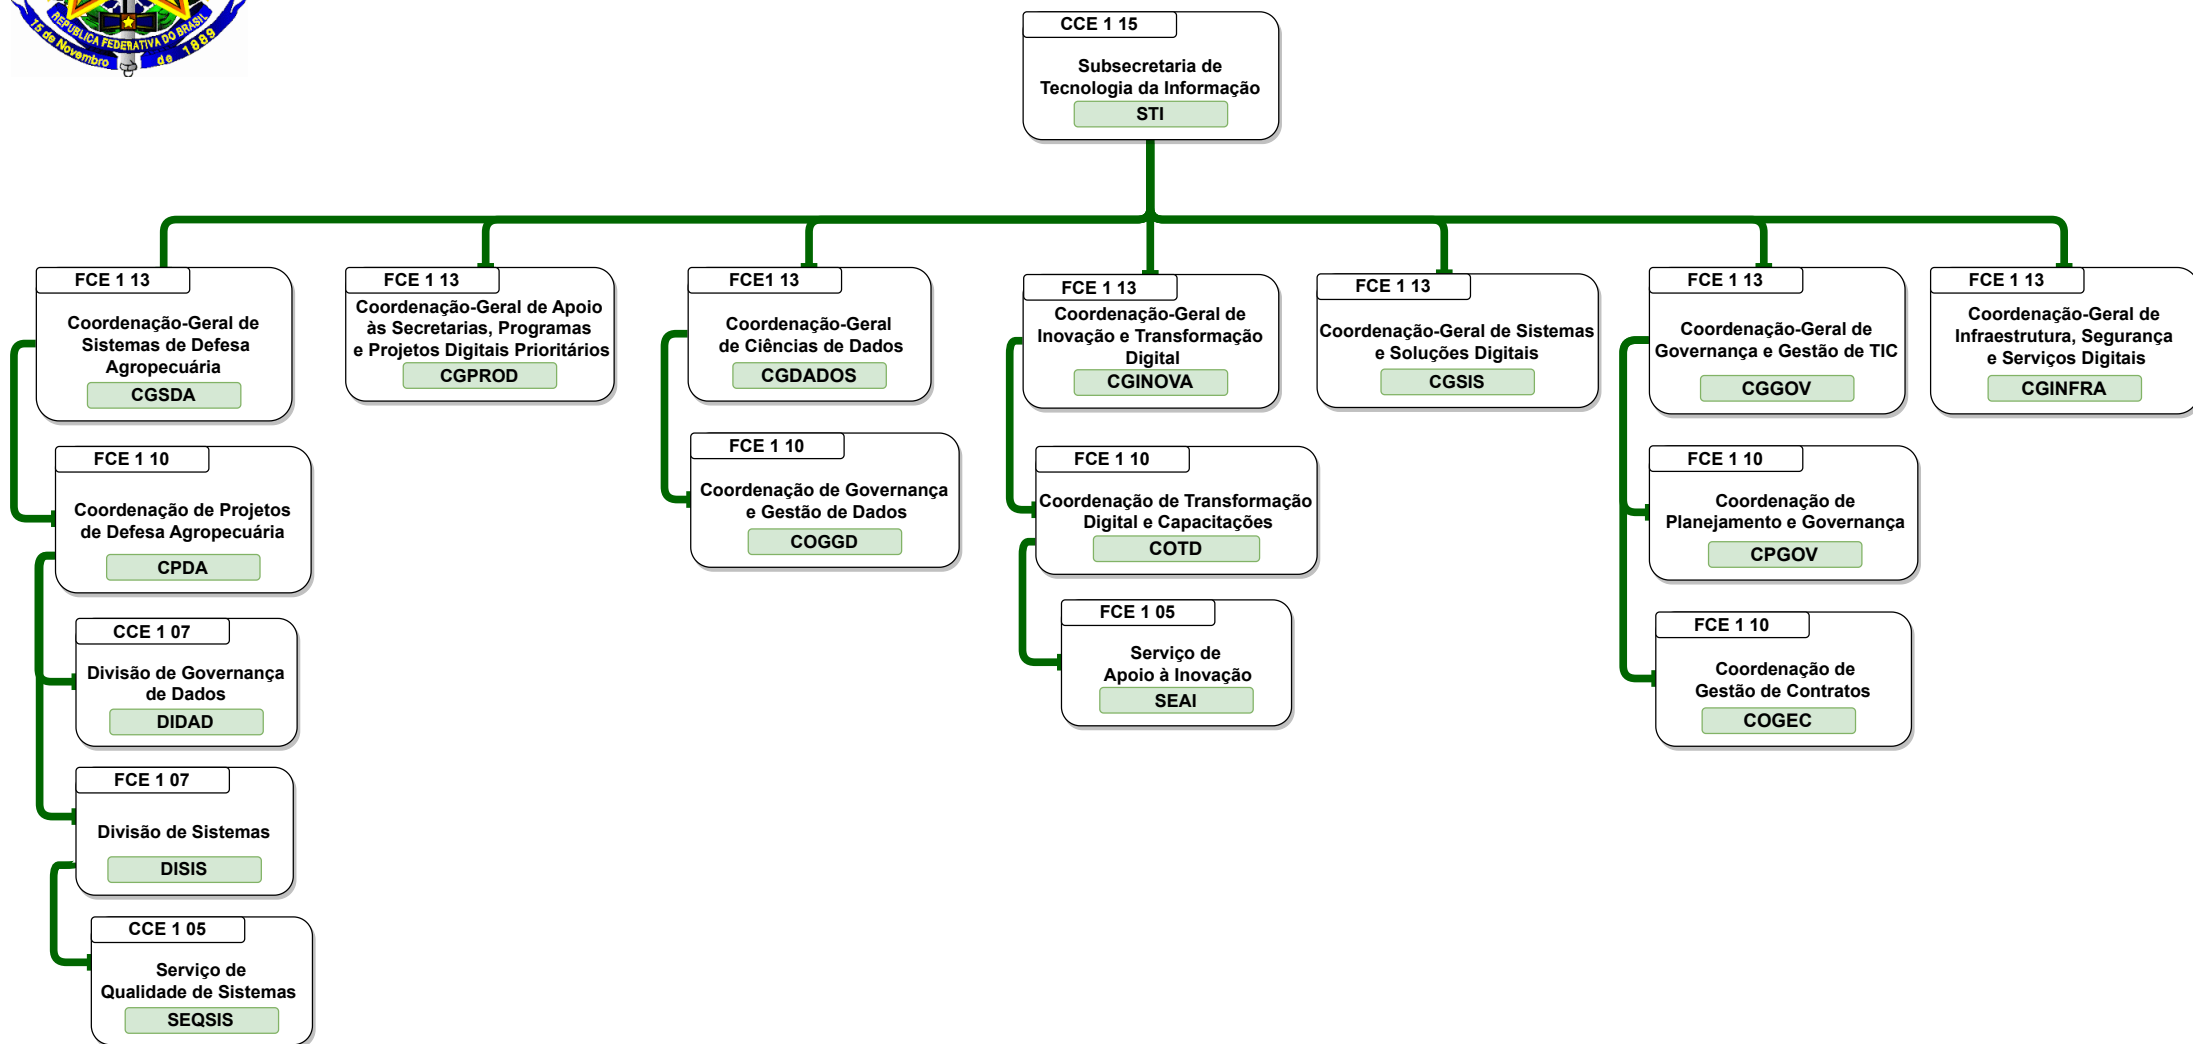 REPUBLICA FEDERATIVA DO BRASIL
15 de Novembro de 1889
CCE 1 15
Subsecretaria de
Tecnologia da Informação
STI
FCE 1 13
Coordenação-Geral de
Sistemas de Defesa
Agropecuária
CGSDA
FCE 1 13
Coordenação-Geral de Apoio
às Secretarias, Programas
e Projetos Digitais Prioritários
CGPROD
FCE1 13
Coordenação-Geral
de Ciências de Dados
CGDADOS
FCE 1 13
Coordenação-Geral de
Inovação e Transformação
Digital
CGINOVA
FCE 1 13
Coordenação-Geral de Sistemas
e Soluções Digitais
CGSIS
FCE 1 13
Coordenação-Geral de
Governança e Gestão de TIC
CGGOV
FCE 1 13
Coordenação-Geral de
Infraestrutura, Segurança
e Serviços Digitais
CGINFRA
FCE 1 10
Coordenação de Projetos
de Defesa Agropecuária
CPDA
FCE 1 10
Coordenação de Governança
e Gestão de Dados
COGGD
FCE 1 10
Coordenação de Transformação
Digital e Capacitações
COTD
FCE 1 10
Coordenação de
Planejamento e Governança
CPGOV
CCE 1 07
Divisão de Governança
de Dados
DIDAD
FCE 1 05
Serviço de
Apoio à Inovação
SEAI
FCE 1 10
Coordenação de
Gestão de Contratos
COGEC
FCE 1 07
Divisão de Sistemas
DISIS
CCE 1 05
Serviço de
Qualidade de Sistemas
SEQSIS